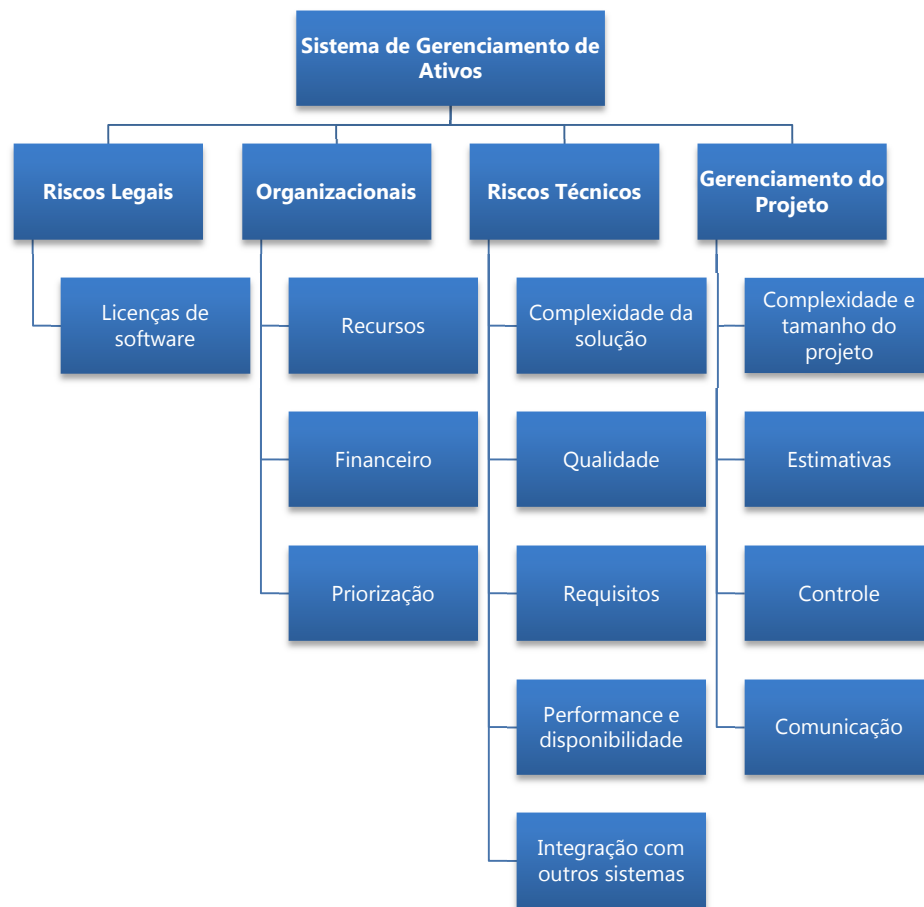 Sistema de Gerenciamento de
Ativos
Riscos Legais
Organizacionais
Riscos Técnicos
Gerenciamento do
Projeto
Licenças de
software
Recursos
Complexidade da
solução
Complexidade e
tamanho do
projeto
Financeiro
Qualidade
Estimativas
Priorização
Requisitos
Controle
Performance e
disponibilidade
Comunicação
Integração com
outros sistemas